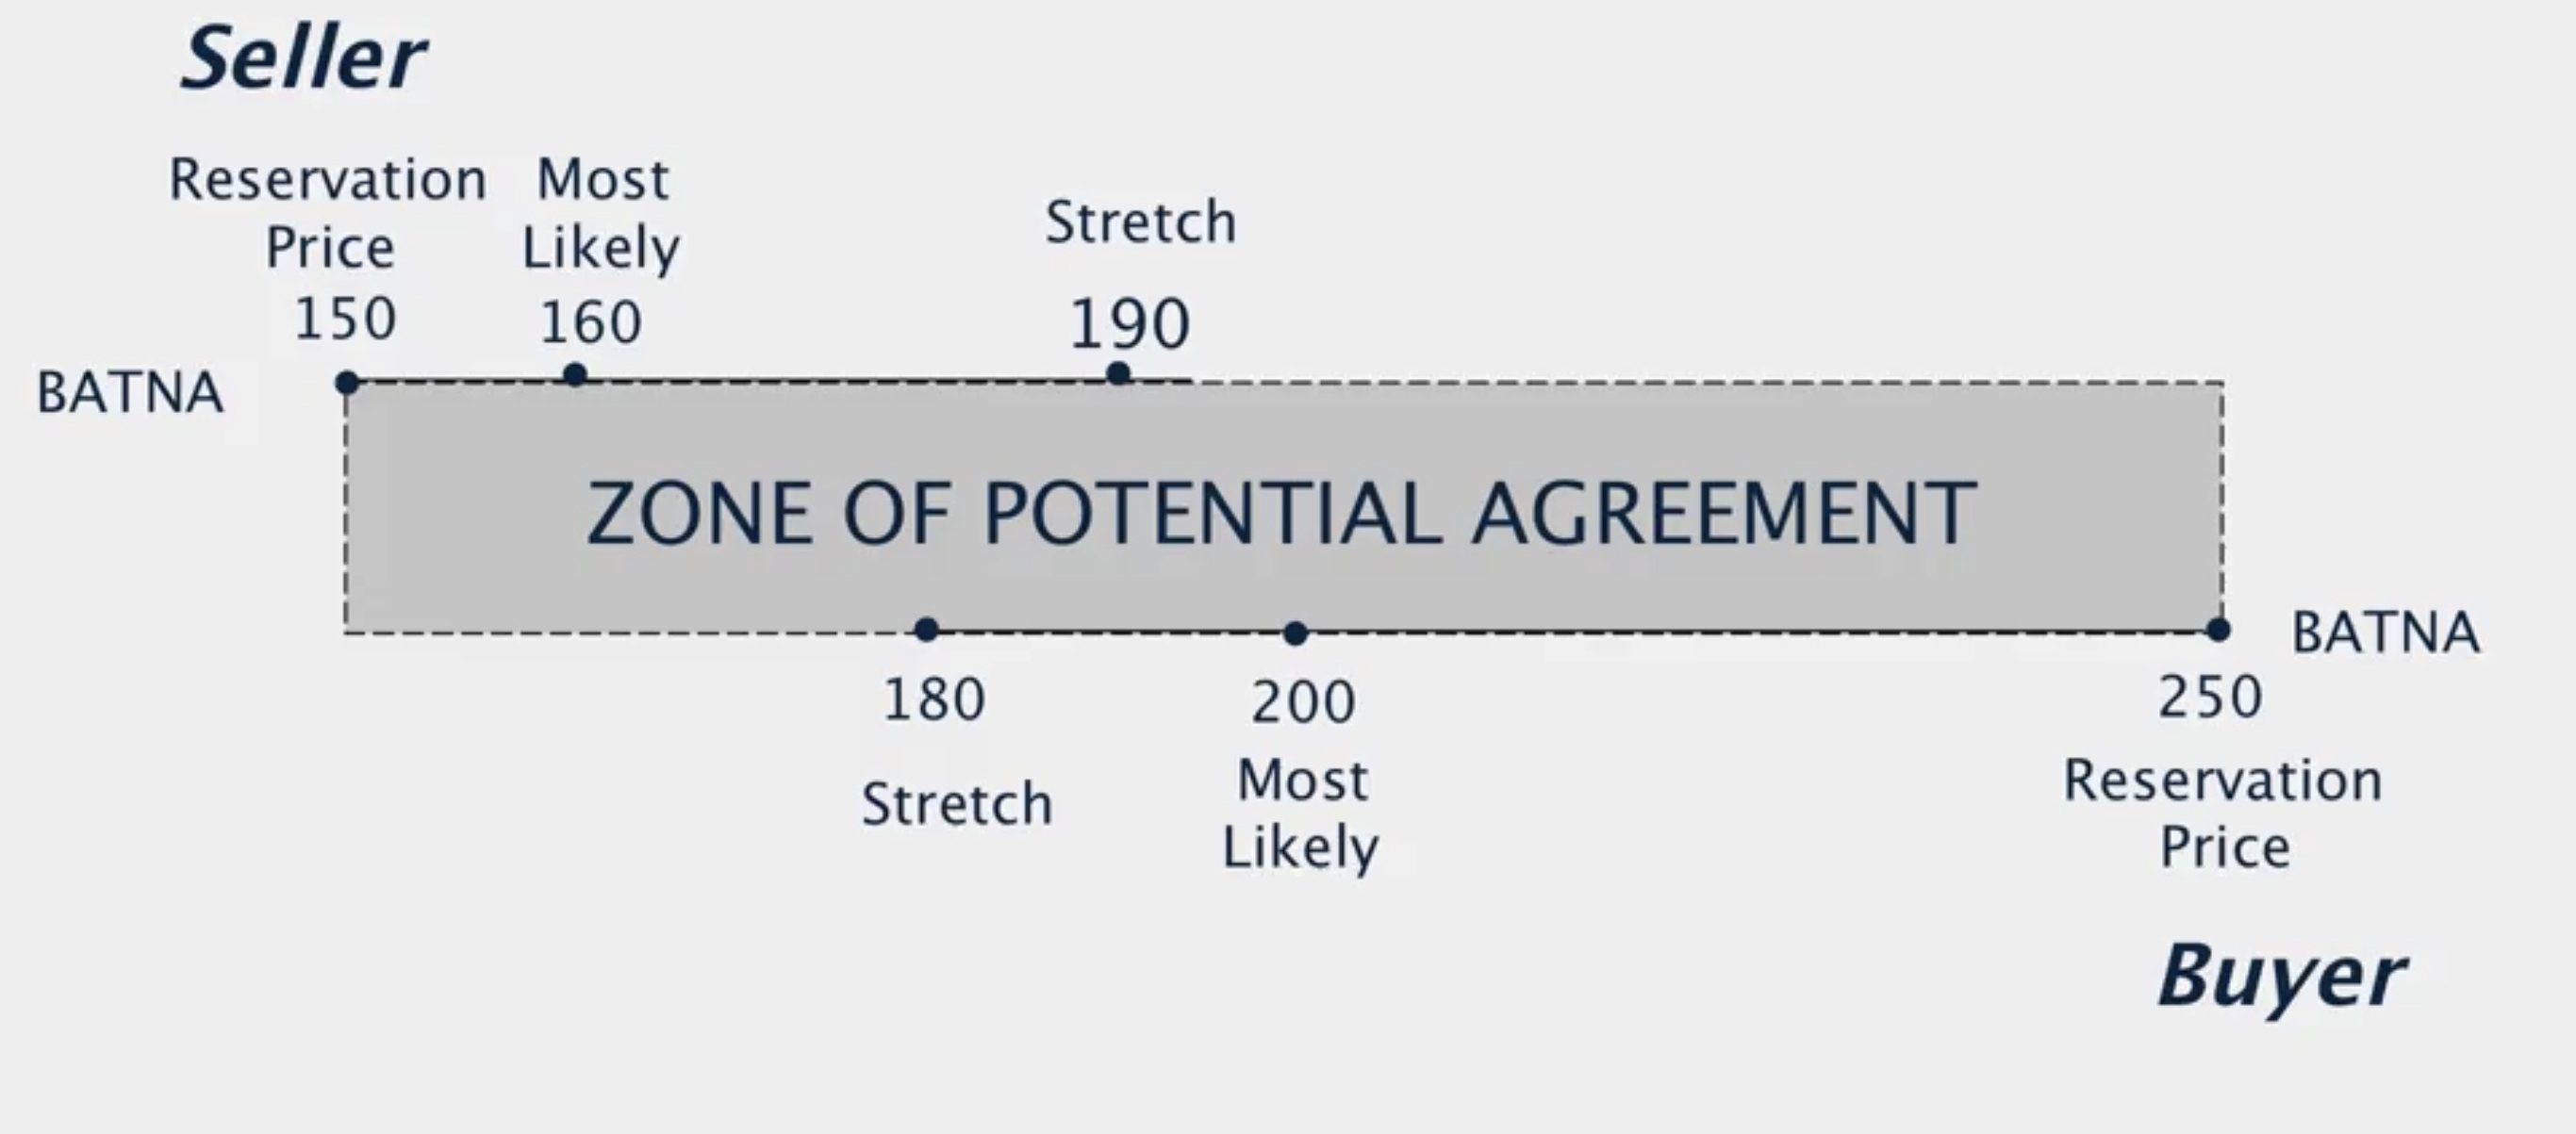 Seller
Reservation
Price
150
Most
Likely
160
Stretch
190
BATNA
ZONE OF POTENTIAL AGREEMENT
BATNA
180
Stretch
200
Most
Likely
250
Reservation
Price
Buyer